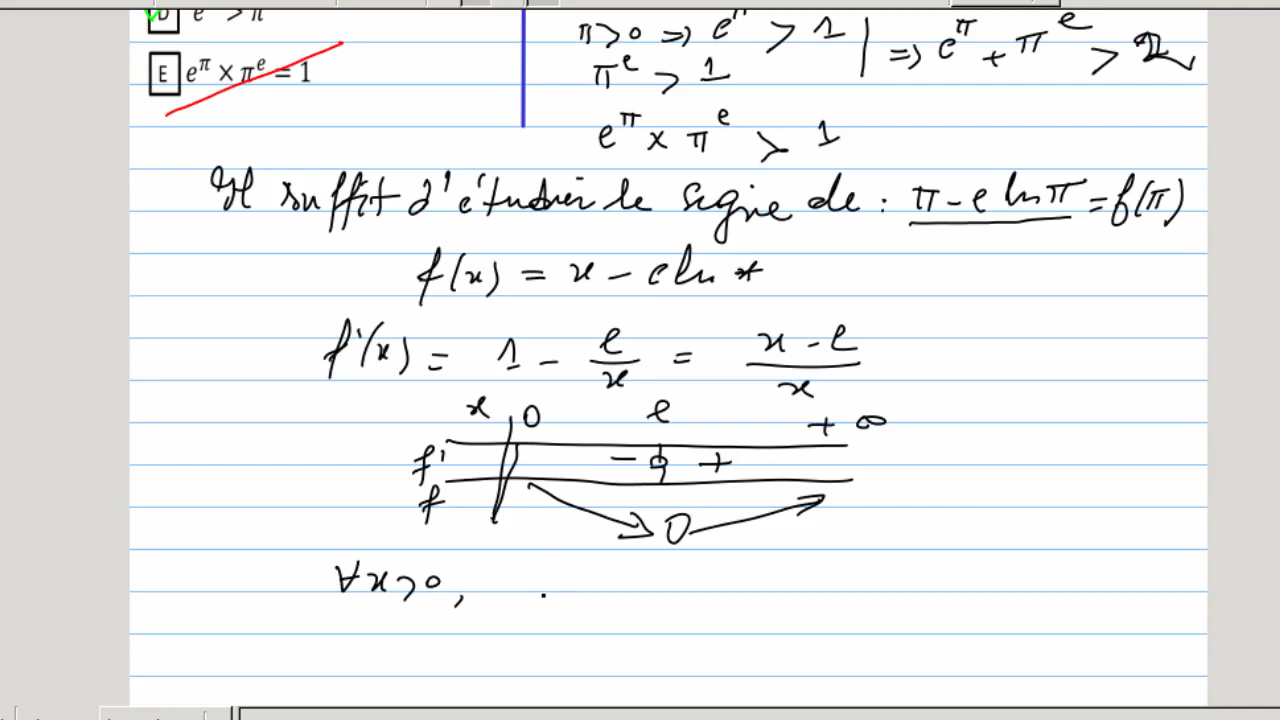 D e > π
E e^π × π^e = 1
π>0 ⇒ e^π > 1 | ⇒ e^π + π^e > 2
π^e > 1
e^π × π^e > 1
Il suffit d'étudier le signe de : π - e ln π = f(π)
f(x) = x - e ln x
f'(x) = 1 - e/x = (x - e)/x
x 0 e +∞
f' - 0 +
f 0
∀x>0,